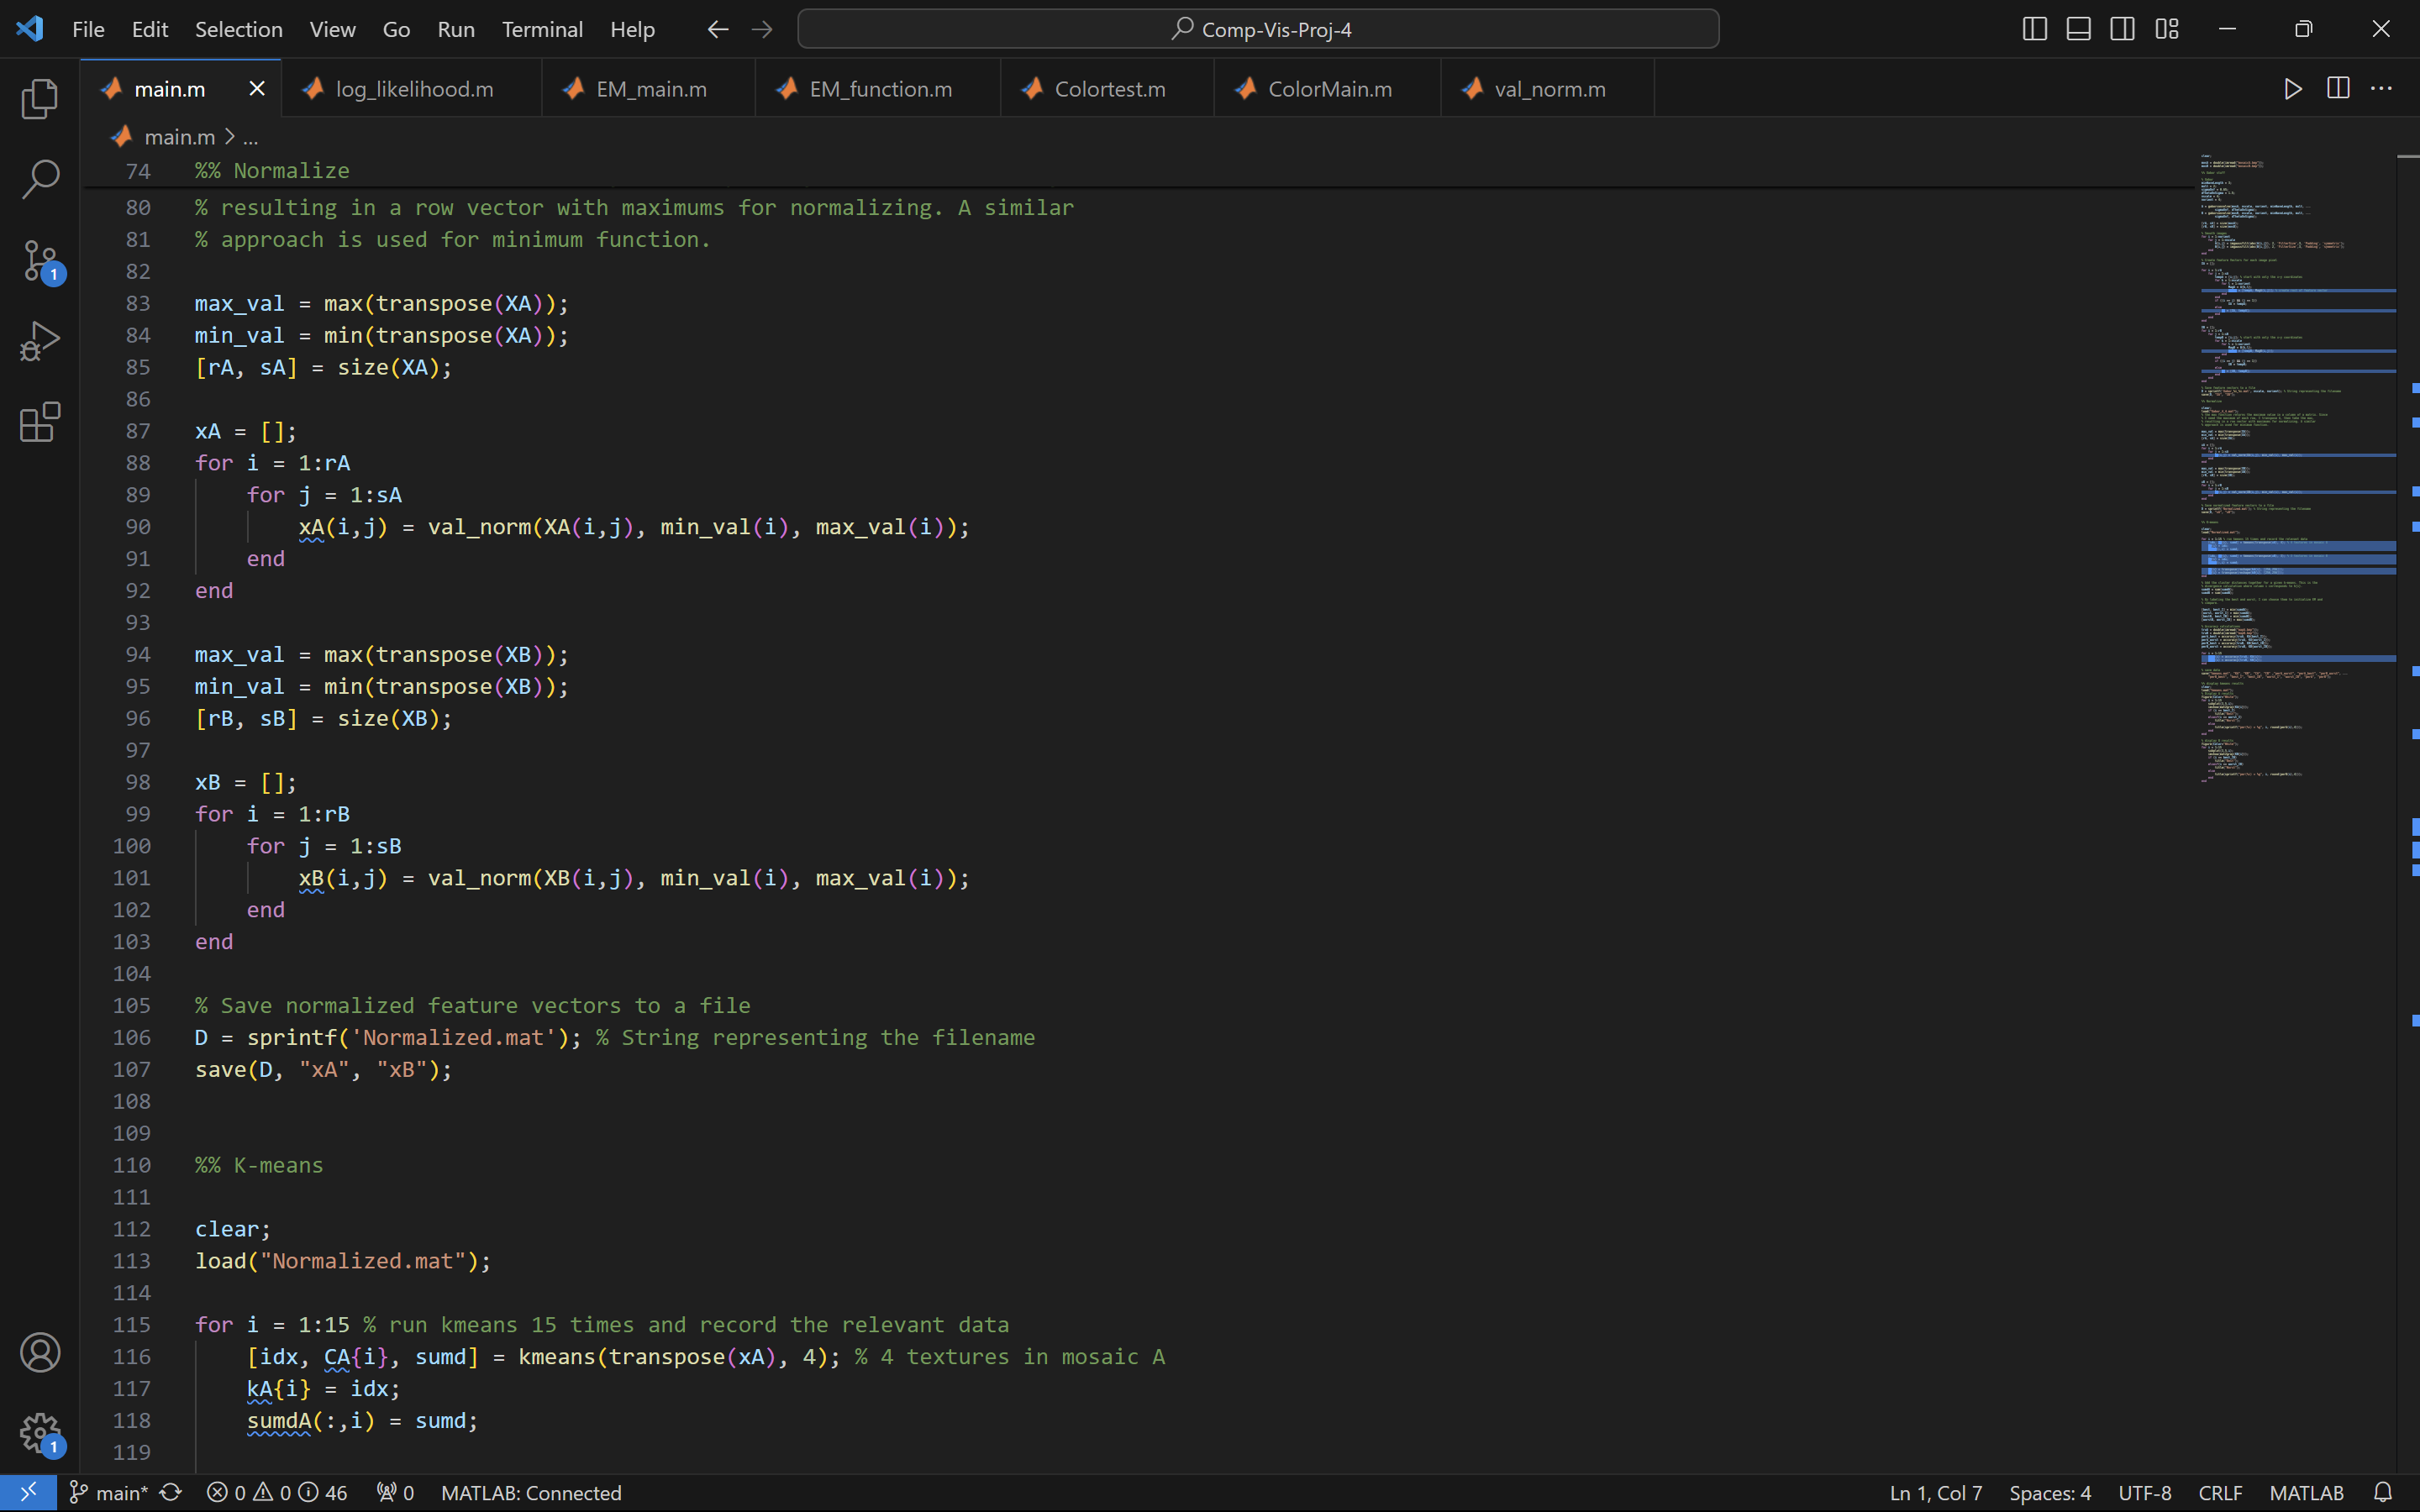 File Edit Selection View Go Run Terminal Help Comp-Vis-Proj-4
main.m log_likelihood.m EM_main.m EM_function.m Colortest.m ColorMain.m val_norm.m
main.m > ...
74 %% Normalize
80 % resulting in a row vector with maximums for normalizing. A similar
81 % approach is used for minimum function.
82
83 max_val = max(transpose(XA));
84 min_val = min(transpose(XA));
85 [rA, sA] = size(XA);
86
87 xA = [];
88 for i = 1:rA
89     for j = 1:sA
90         xA(i,j) = val_norm(XA(i,j), min_val(i), max_val(i));
91     end
92 end
93
94 max_val = max(transpose(XB));
95 min_val = min(transpose(XB));
96 [rB, sB] = size(XB);
97
98 xB = [];
99 for i = 1:rB
100     for j = 1:sB
101         xB(i,j) = val_norm(XB(i,j), min_val(i), max_val(i));
102     end
103 end
104
105 % Save normalized feature vectors to a file
106 D = sprintf('Normalized.mat'); % String representing the filename
107 save(D, "xA", "xB");
108
109
110 %% K-means
111
112 clear;
113 load("Normalized.mat");
114
115 for i = 1:15 % run kmeans 15 times and record the relevant data
116     [idx, CA{i}, sumd] = kmeans(transpose(xA), 4); % 4 textures in mosaic A
117     kA{i} = idx;
118     sumdA(:,i) = sumd;
119
1
1
main* 0 0 46 0 MATLAB: Connected Ln 1, Col 7 Spaces: 4 UTF-8 CRLF MATLAB